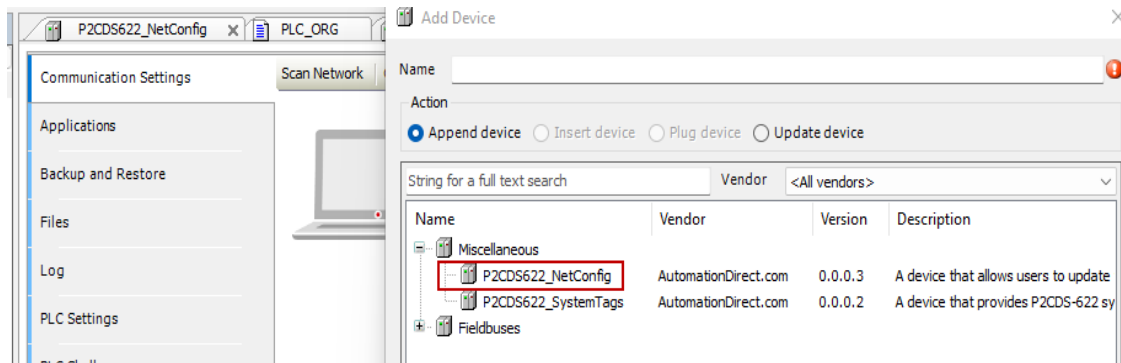 P2CDS622_NetConfig
PLC_ORG
Communication Settings
Scan Network
Applications
Backup and Restore
Files
Log
PLC Settings
Add Device
Name
Action
Append device
Insert device
Plug device
Update device
String for a full text search
Vendor
<All vendors>
Name Vendor Version Description
Miscellaneous
P2CDS622_NetConfig AutomationDirect.com 0.0.0.3 A device that allows users to update
P2CDS622_SystemTags AutomationDirect.com 0.0.0.2 A device that provides P2CDS-622 sy
Fieldbuses